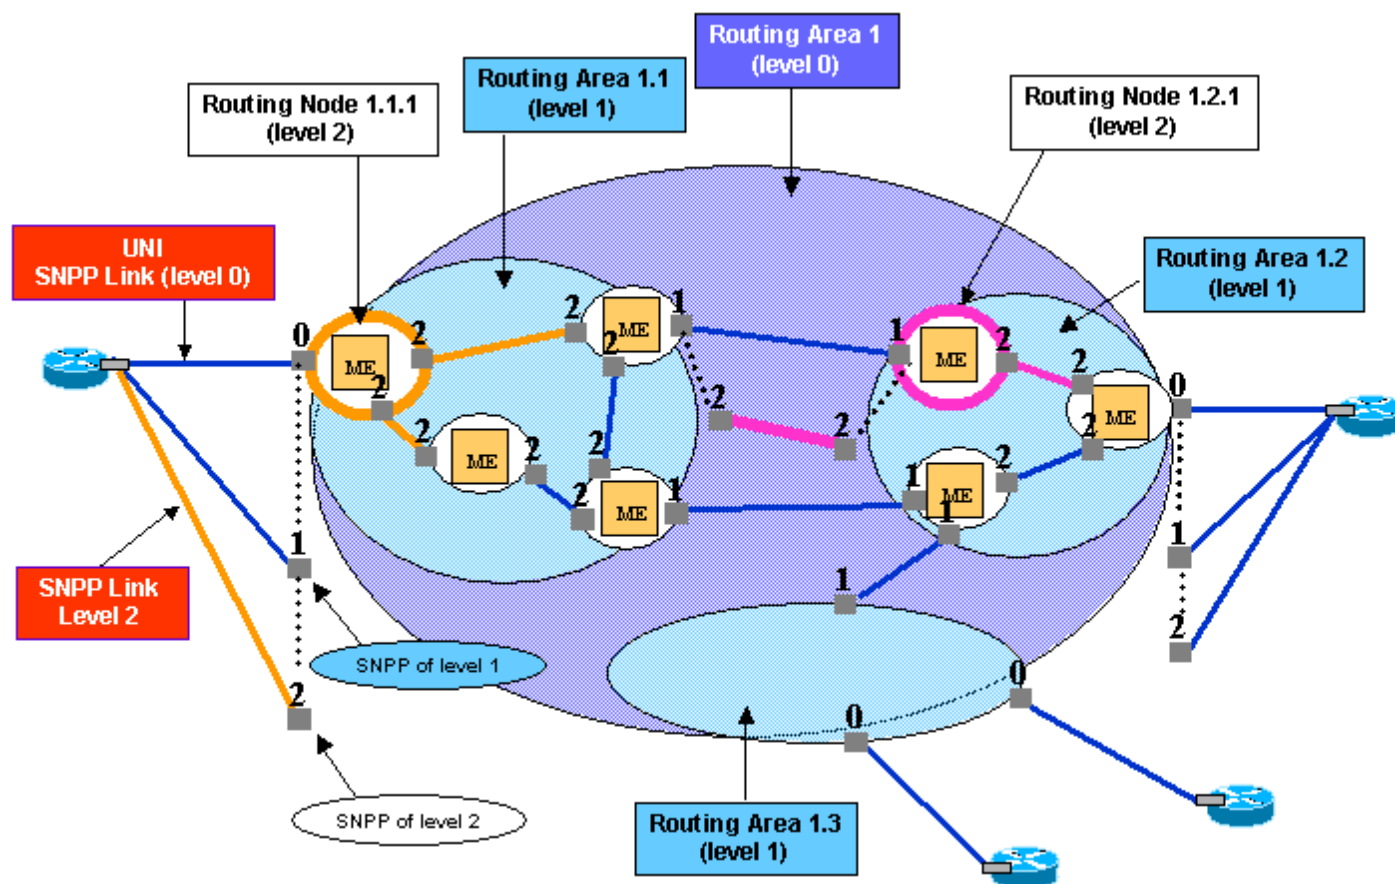 Routing Area 1
(level 0)
Routing Area 1.1
(level 1)
Routing Node 1.1.1
(level 2)
Routing Node 1.2.1
(level 2)
UNI
SNPP Link (level 0)
Routing Area 1.2
(level 1)
0
ME
2
2
2
ME
1
2
1
ME
2
2
ME
0
2
ME
2
2
2
2
ME
1
2
2
1
ME
2
1
1
1
1
2
SNPP Link
Level 2
SNPP of level 1
2
0
0
SNPP of level 2
Routing Area 1.3
(level 1)